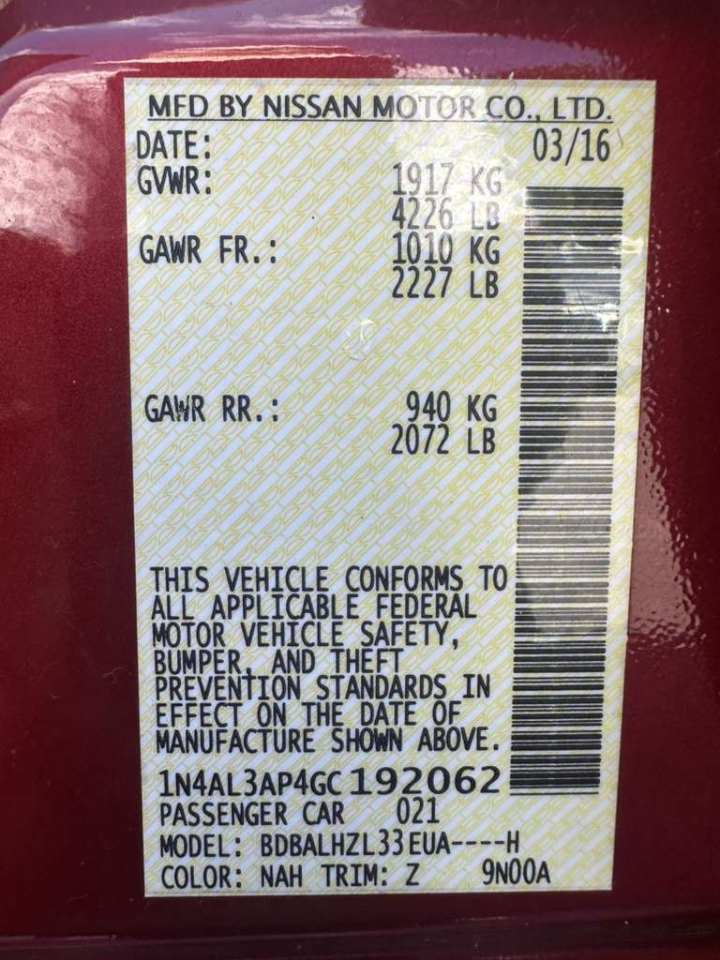 MFD BY NISSAN MOTOR CO., LTD.
DATE: 03/16
GVWR: 1917 KG
4226 LB
GAWR FR.: 1010 KG
2227 LB
GAWR RR.: 940 KG
2072 LB
THIS VEHICLE CONFORMS TO
ALL APPLICABLE FEDERAL
MOTOR VEHICLE SAFETY,
BUMPER, AND THEFT
PREVENTION STANDARDS IN
EFFECT ON THE DATE OF
MANUFACTURE SHOWN ABOVE.
1N4AL3AP4GC192062
PASSENGER CAR 021
MODEL: BDBALHZL33EUA----H
COLOR: NAH TRIM: Z 9N00A